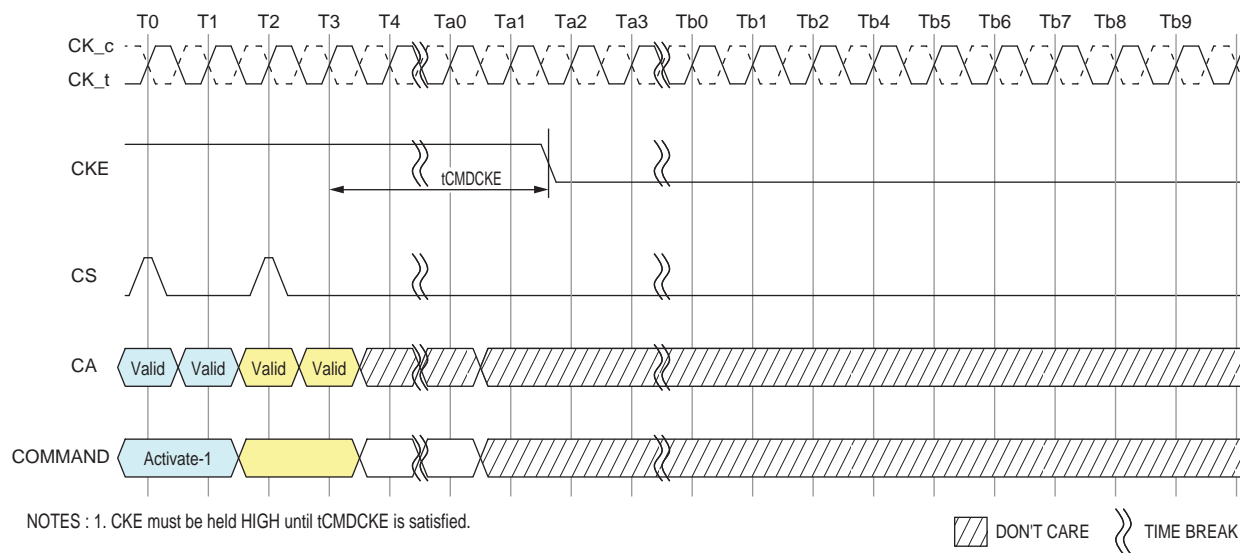 T0 T1 T2 T3 T4 Ta0 Ta1 Ta2 Ta3 Tb0 Tb1 Tb2 Tb4 Tb5 Tb6 Tb7 Tb8 Tb9
CK_c
CK_t
CKE
tCMDCKE
CS
CA Valid Valid Valid Valid
COMMAND Activate-1
NOTES : 1. CKE must be held HIGH until tCMDCKE is satisfied.
DON'T CARE TIME BREAK